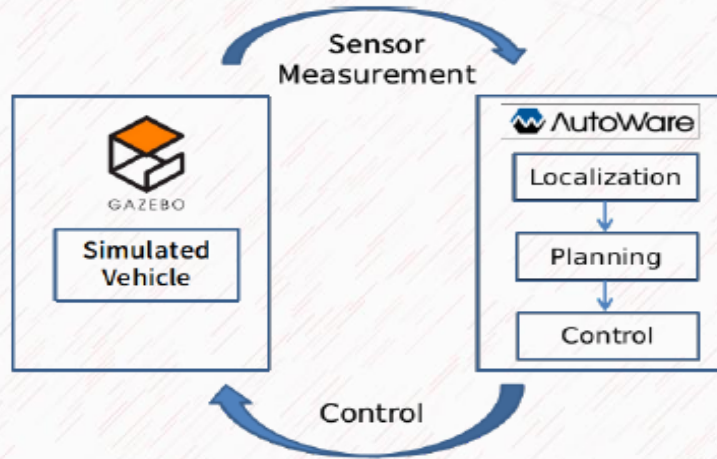 Sensor
Measurement
GAZEBO
Simulated
Vehicle
AutoWare
Localization
Planning
Control
Control